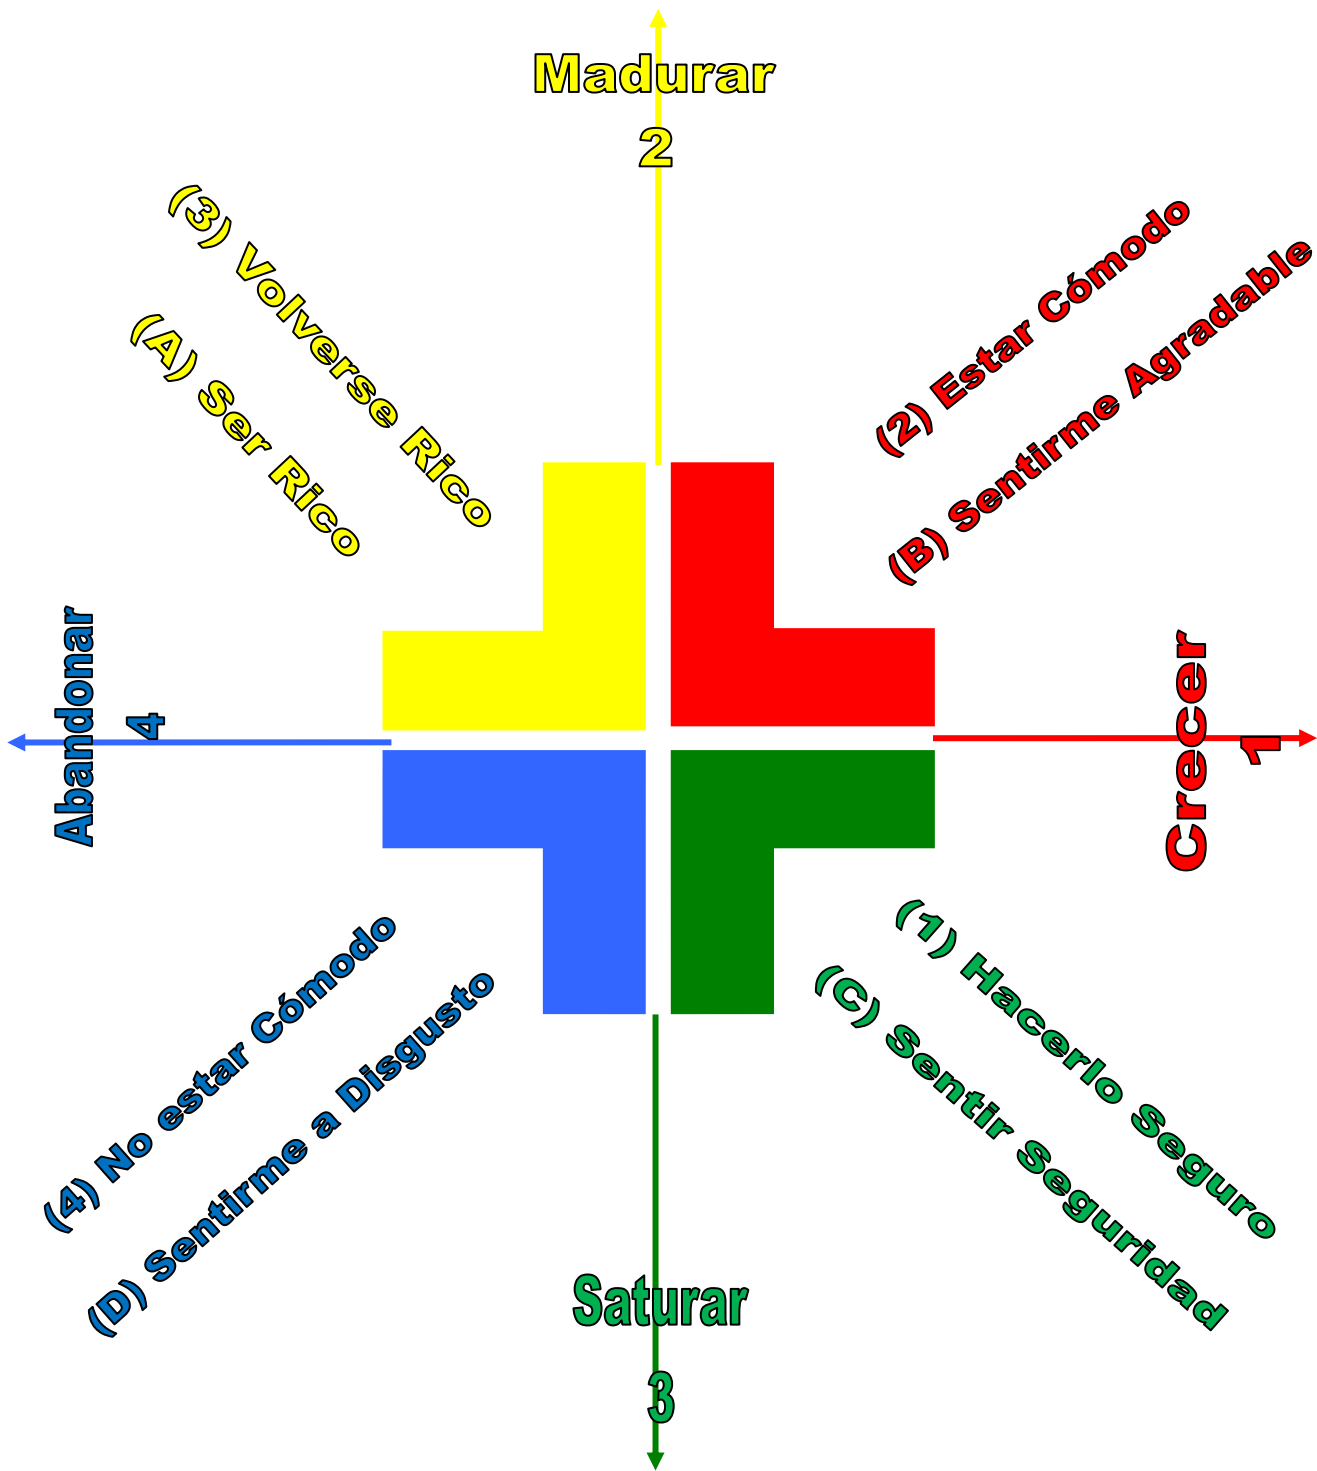 Madurar
2
(3) Volverse Rico
(A) Ser Rico
(2) Estar Cómodo
(B) Sentirme Agradable
Abandonar
4
Crecer
1
(4) No estar Cómodo
(D) Sentirme a Disgusto
(1) Hacerlo Seguro
(C) Sentir Seguridad
Saturar
3